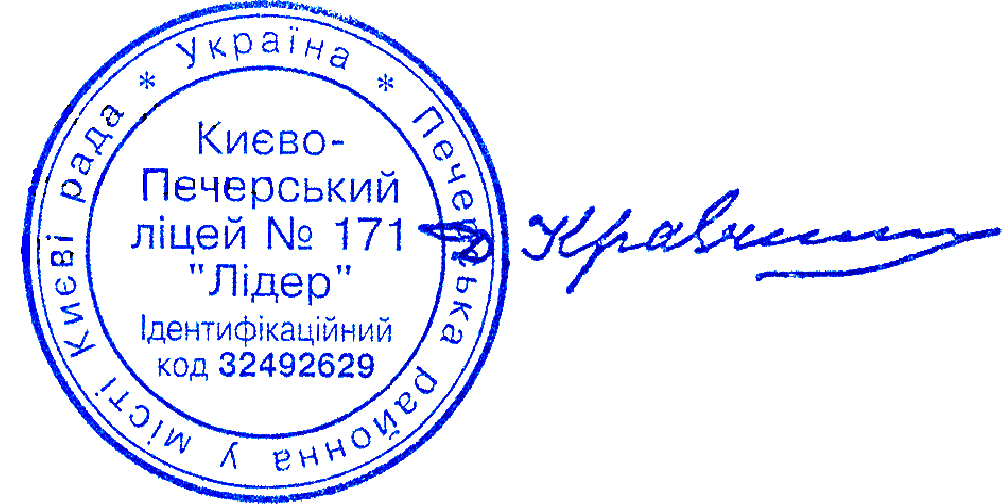 * Україна * Печерська районна у місті Києві рада
Києво-
Печерський
ліцей № 171
"Лідер"
Ідентифікаційний
код 32492629